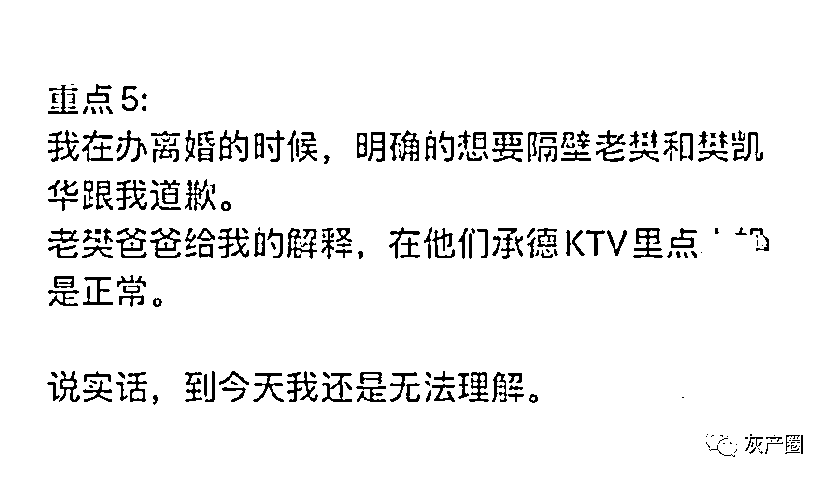 重点5:
我在办离婚的时候，明确的想要隔壁老樊和樊凯
华跟我道歉。
老樊爸爸给我的解释，在他们承德KTV里点
是正常。
说实话，到今天我还是无法理解。
灰产圈